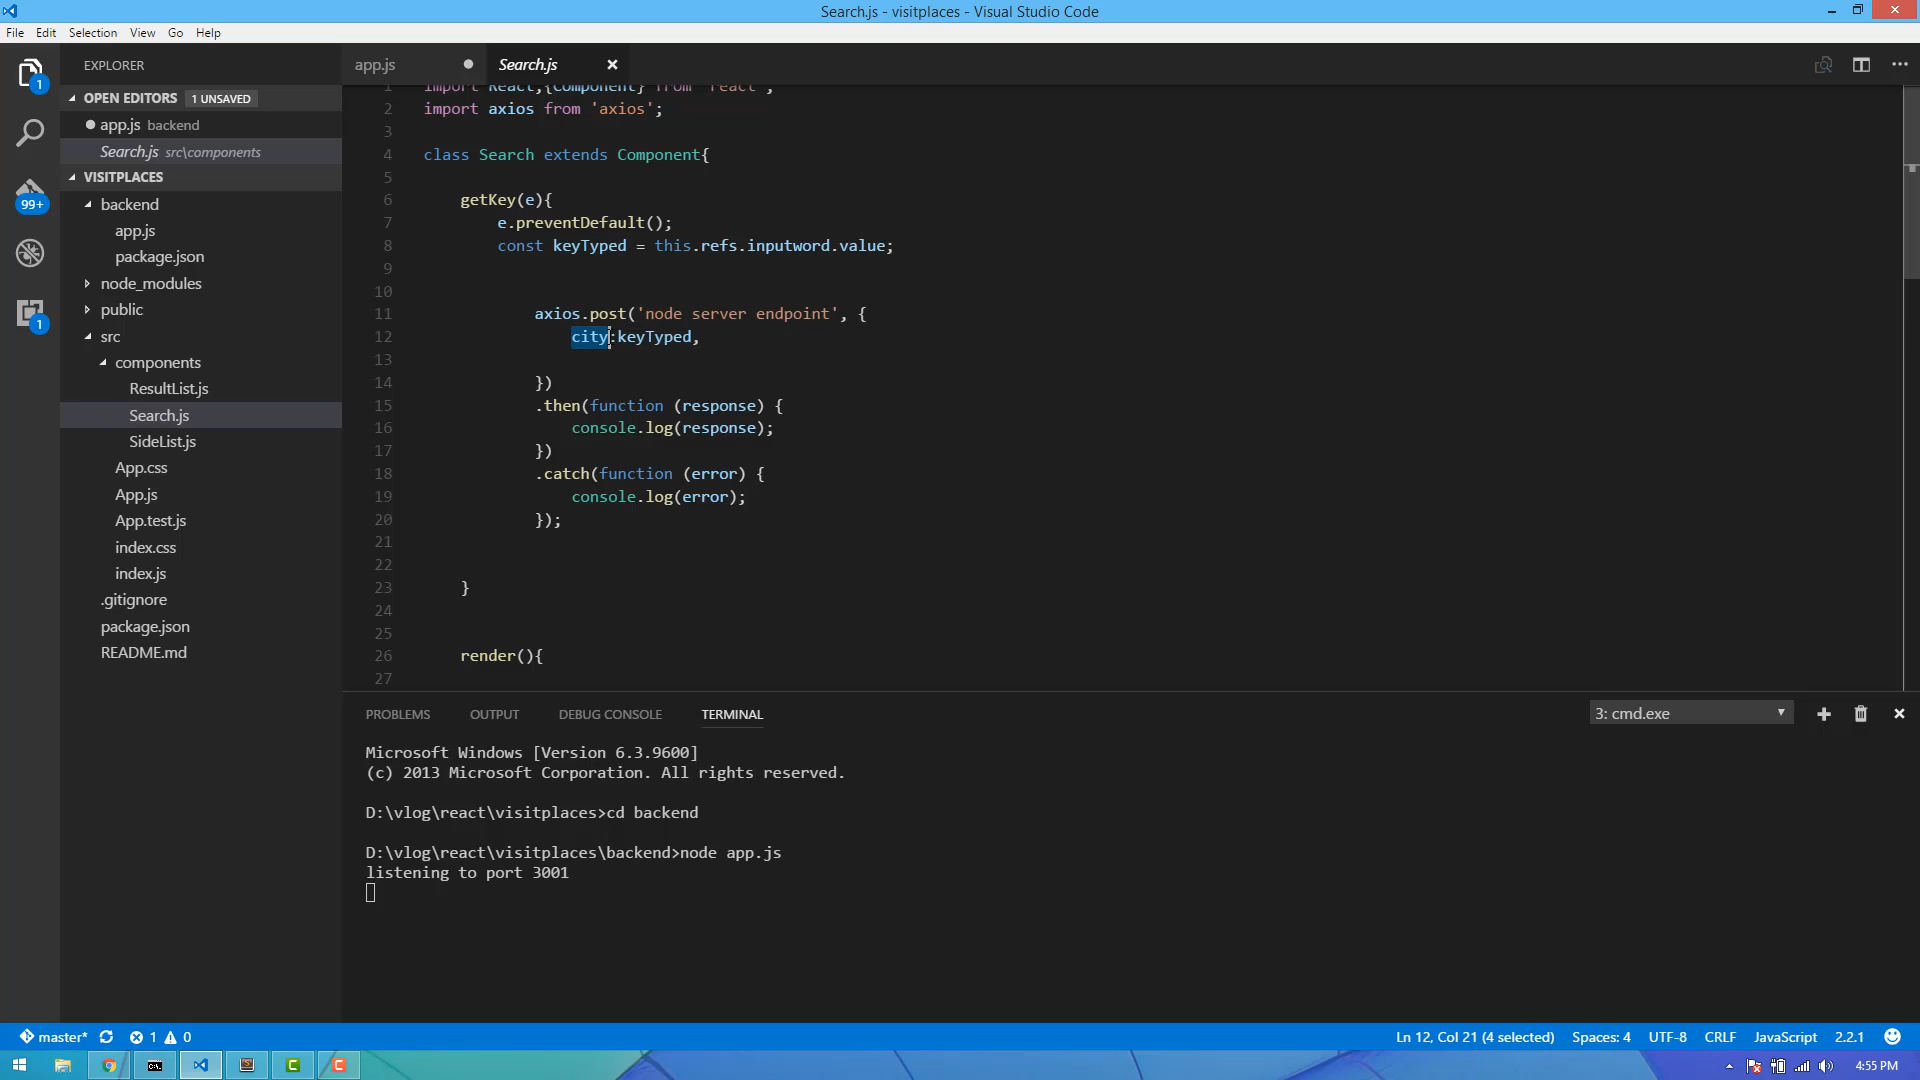 Search.js - visitplaces - Visual Studio Code
File Edit Selection View Go Help
EXPLORER
OPEN EDITORS 1 UNSAVED
app.js backend
Search.js src\components
VISITPLACES
backend
app.js
package.json
node_modules
public
src
components
ResultList.js
Search.js
SideList.js
App.css
App.js
App.test.js
index.css
index.js
.gitignore
package.json
README.md
1
99+
1
app.js Search.js
1 import React,{Component} from 'react';
2 import axios from 'axios';
3
4 class Search extends Component{
5
6 getKey(e){
7 e.preventDefault();
8 const keyTyped = this.refs.inputword.value;
9
10
11 axios.post('node server endpoint', {
12 city:keyTyped,
13
14 })
15 .then(function (response) {
16 console.log(response);
17 })
18 .catch(function (error) {
19 console.log(error);
20 });
21
22
23 }
24
25
26 render(){
27
PROBLEMS OUTPUT DEBUG CONSOLE TERMINAL 3: cmd.exe
Microsoft Windows [Version 6.3.9600]
(c) 2013 Microsoft Corporation. All rights reserved.
D:\vlog\react\visitplaces>cd backend
D:\vlog\react\visitplaces\backend>node app.js
listening to port 3001
master* 1 0 Ln 12, Col 21 (4 selected) Spaces: 4 UTF-8 CRLF JavaScript 2.2.1
4:55 PM